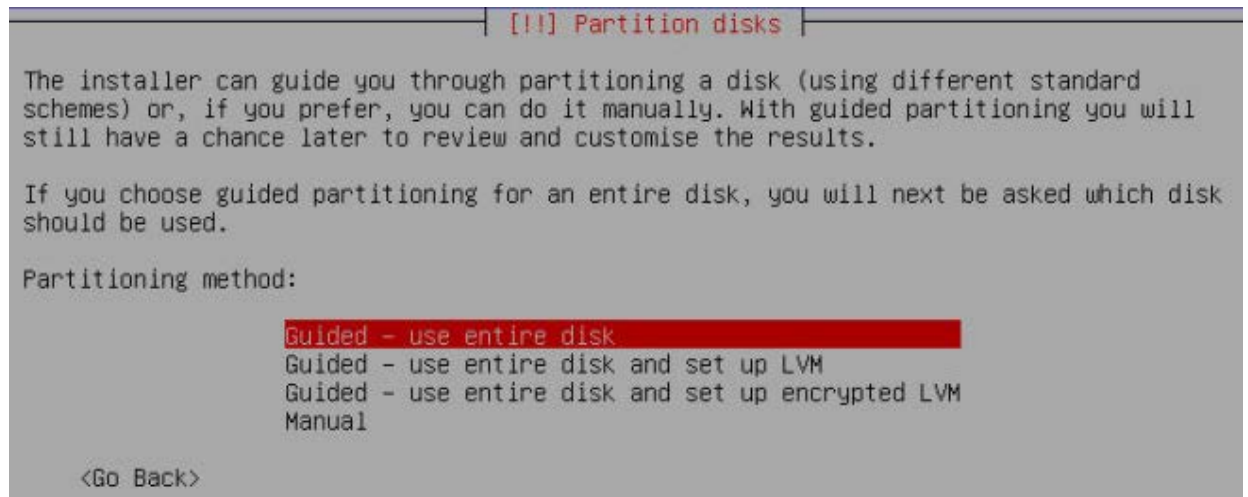 [!!] Partition disks
The installer can guide you through partitioning a disk (using different standard
schemes) or, if you prefer, you can do it manually. With guided partitioning you will
still have a chance later to review and customise the results.
If you choose guided partitioning for an entire disk, you will next be asked which disk
should be used.
Partitioning method:
Guided – use entire disk
Guided – use entire disk and set up LVM
Guided – use entire disk and set up encrypted LVM
Manual
<Go Back>